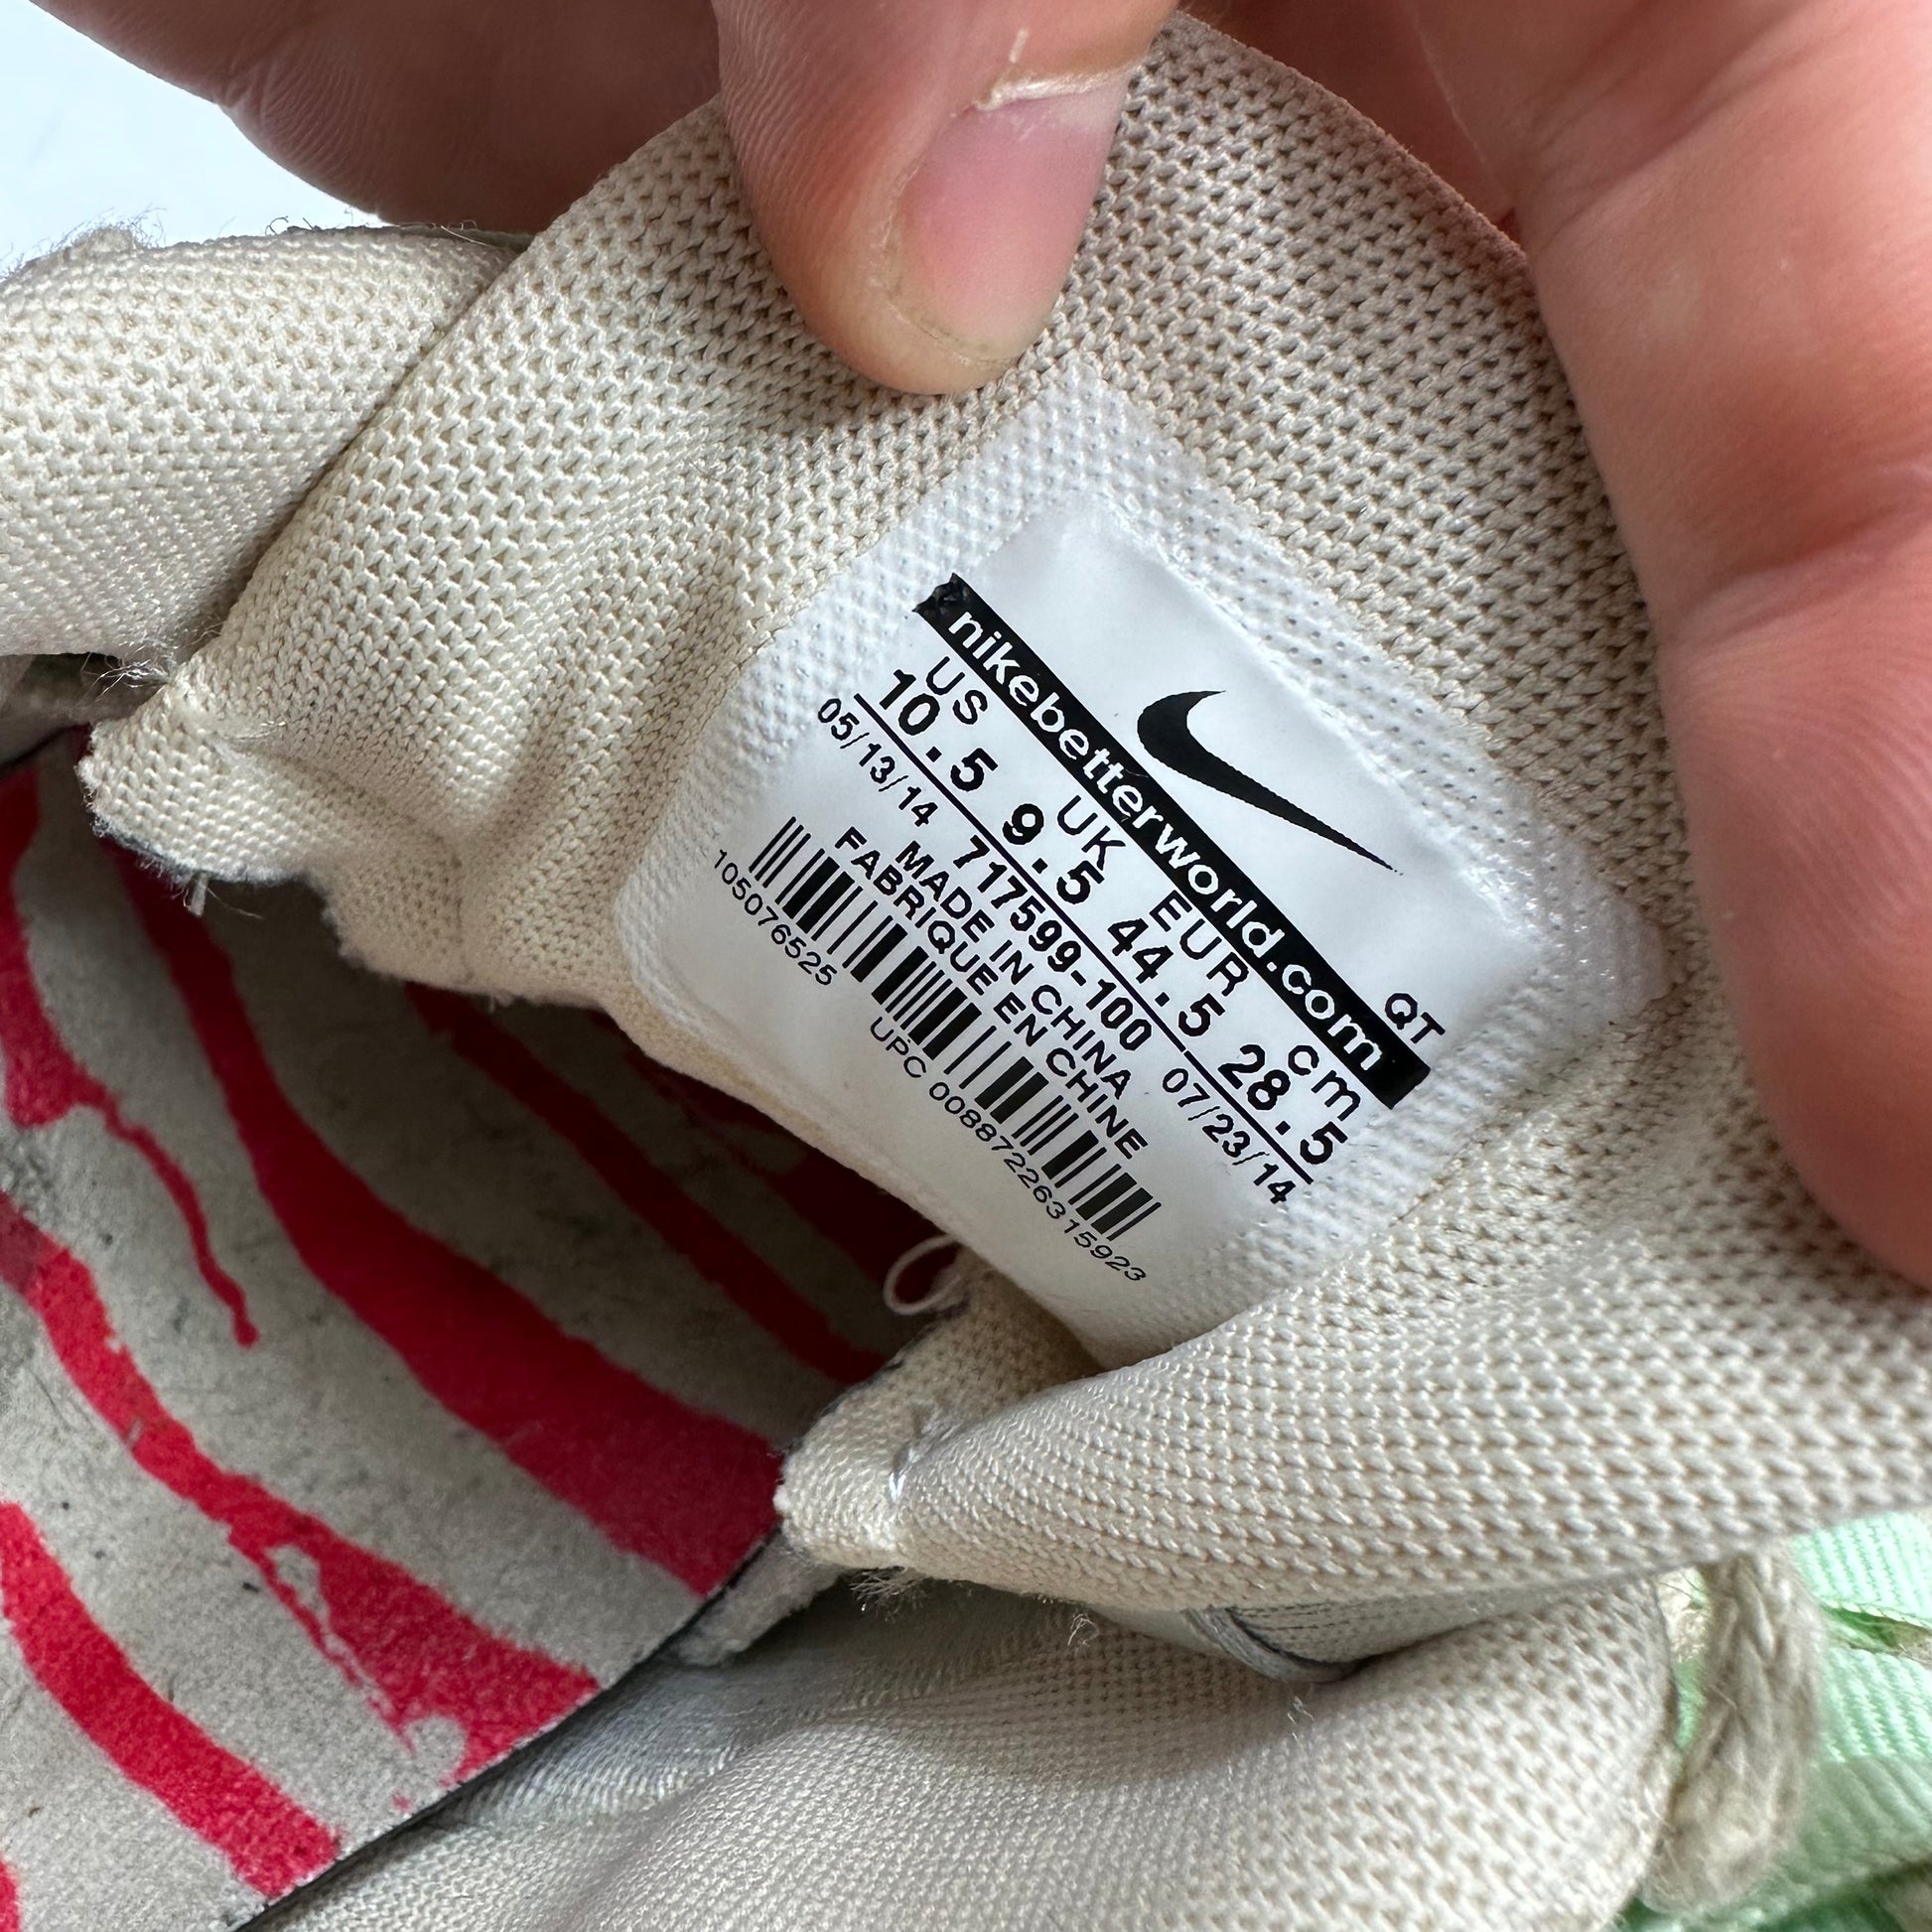 QT
nikebetterworld.com
US UK EUR cm
10.5 9.5 44.5 28.5
05/13/14 717599-100 07/23/14
MADE IN CHINA
FABRIQUE EN CHINE
105076525
UPC 00887226315923